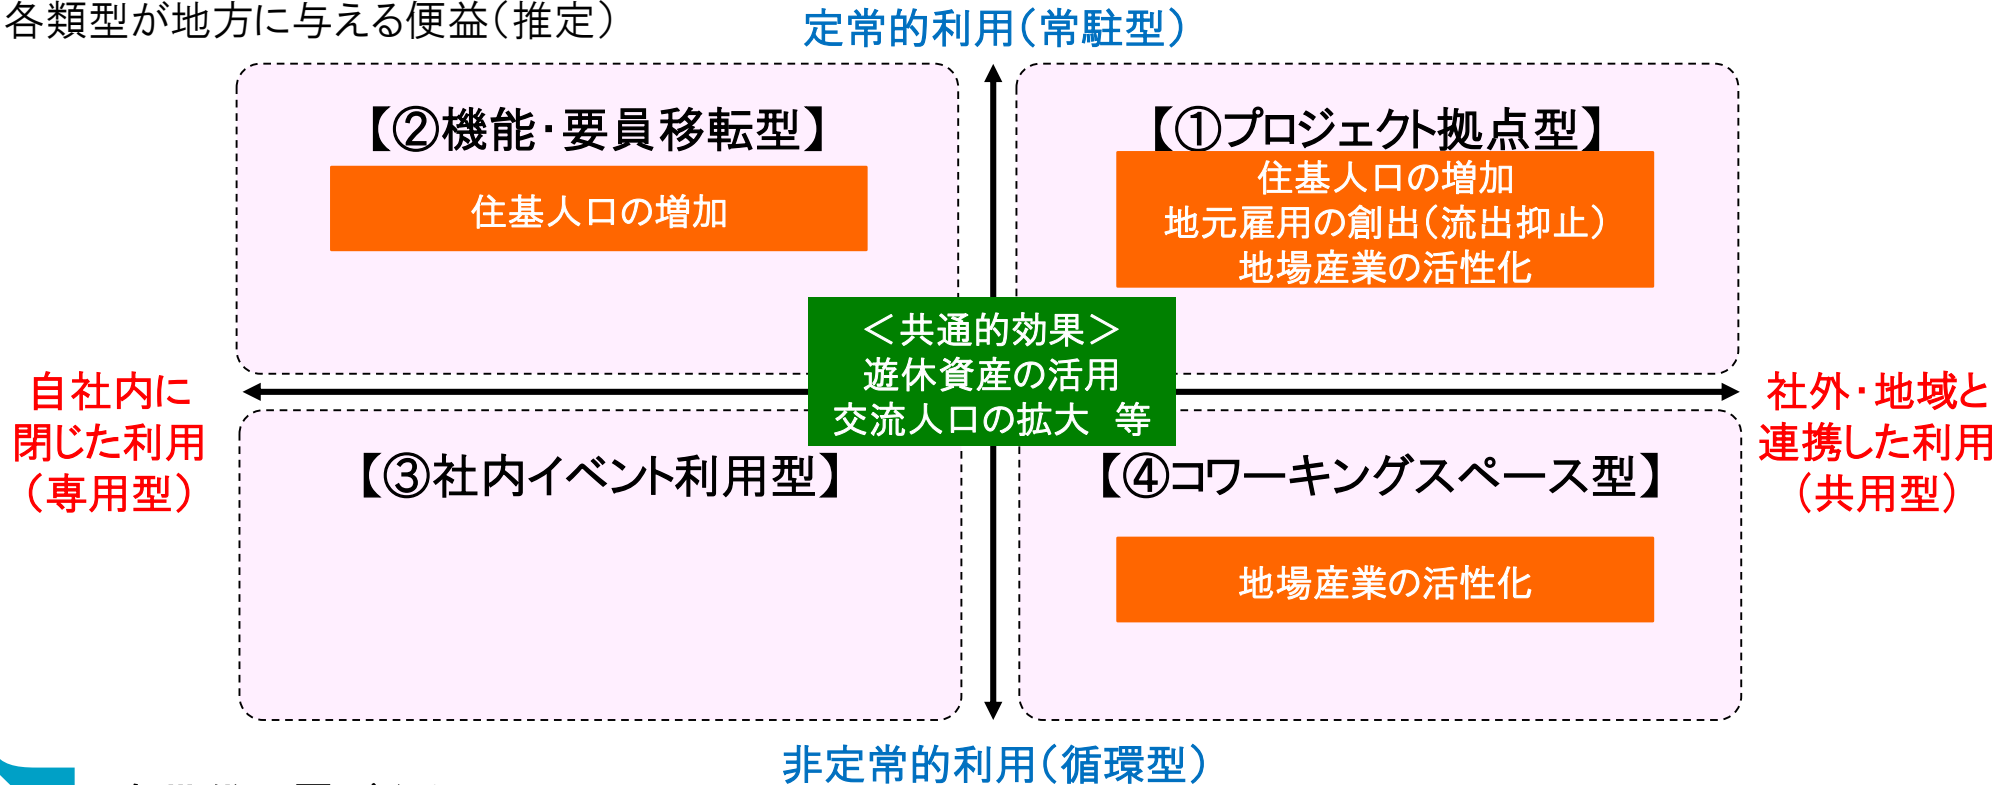 各類型が地方に与える便益（推定）
定常的利用（常駐型）
【②機能・要員移転型】
住基人口の増加
【①プロジェクト拠点型】
住基人口の増加
地元雇用の創出（流出抑止）
地場産業の活性化
＜共通的効果＞
遊休資産の活用
交流人口の拡大　等
自社内に
閉じた利用
（専用型）
社外・地域と
連携した利用
（共用型）
【③社内イベント利用型】
【④コワーキングスペース型】
地場産業の活性化
非定常的利用（循環型）